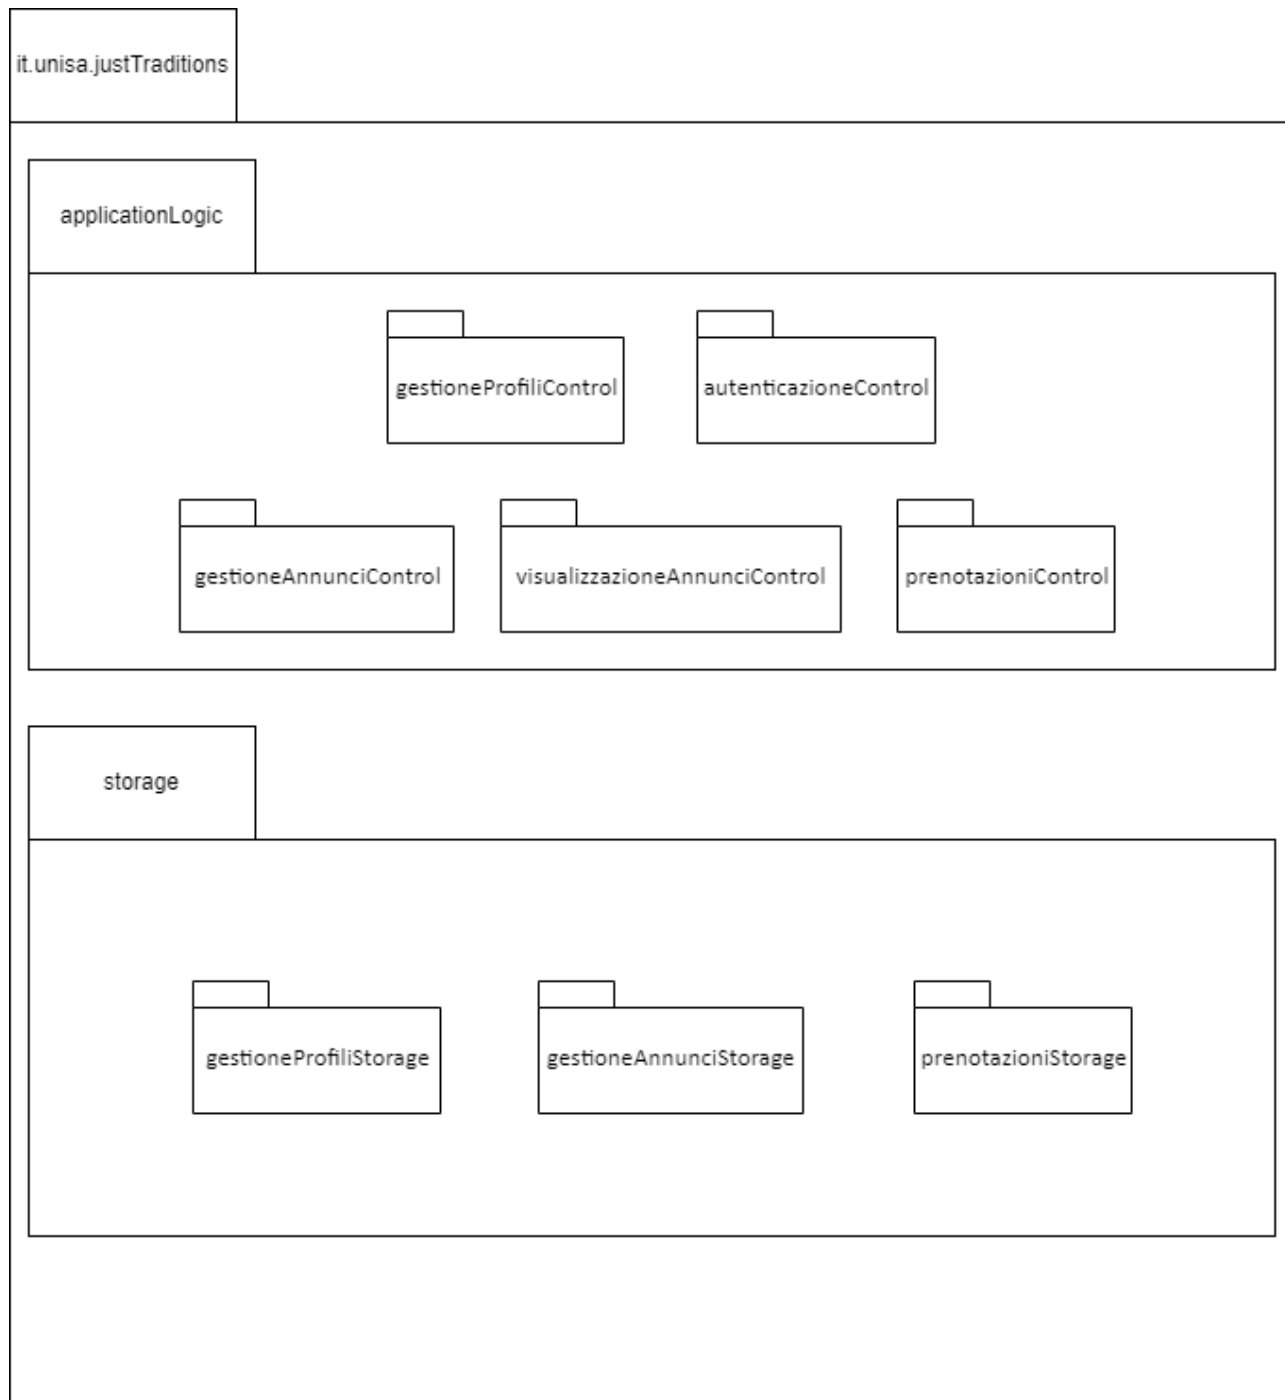 it.unisa.justTraditions
applicationLogic
gestioneProfiliControl
autenticazioneControl
gestioneAnnunciControl
visualizzazioneAnnunciControl
prenotazioniControl
storage
gestioneProfiliStorage
gestioneAnnunciStorage
prenotazioniStorage